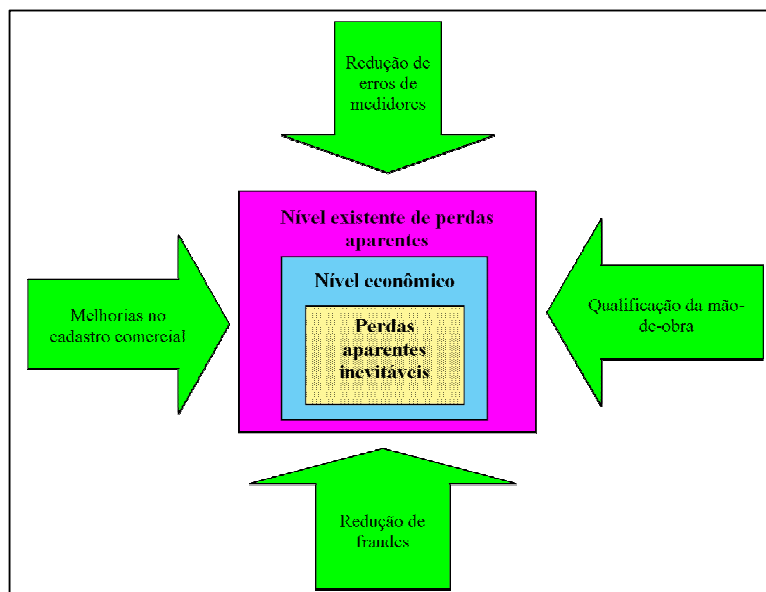 Redução de
erros de
medidores
Nível existente de perdas
aparentes
Nível econômico
Perdas
aparentes
inevitáveis
Melhorias no
cadastro comercial
Qualificação da mão-
de-obra
Redução de
fraudes